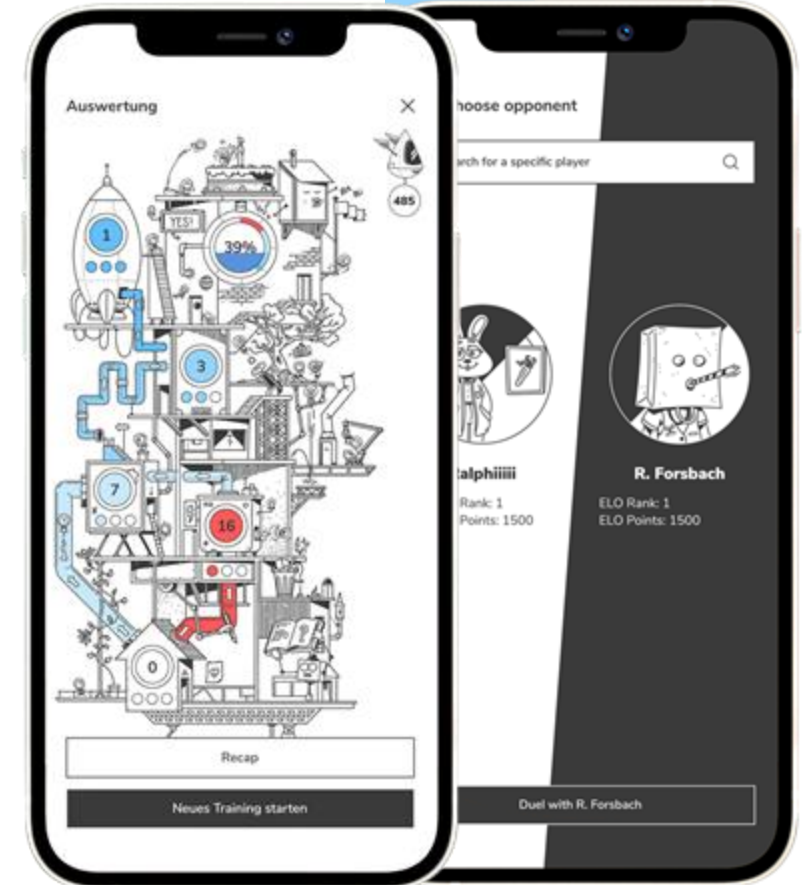 Auswertung
485
1
YES!
39%
3
7
16
0
Recap
Neues Training starten
hoose opponent
arch for a specific player
alphiiiii
Rank: 1
Points: 1500
R. Forsbach
ELO Rank: 1
ELO Points: 1500
Duel with R. Forsbach